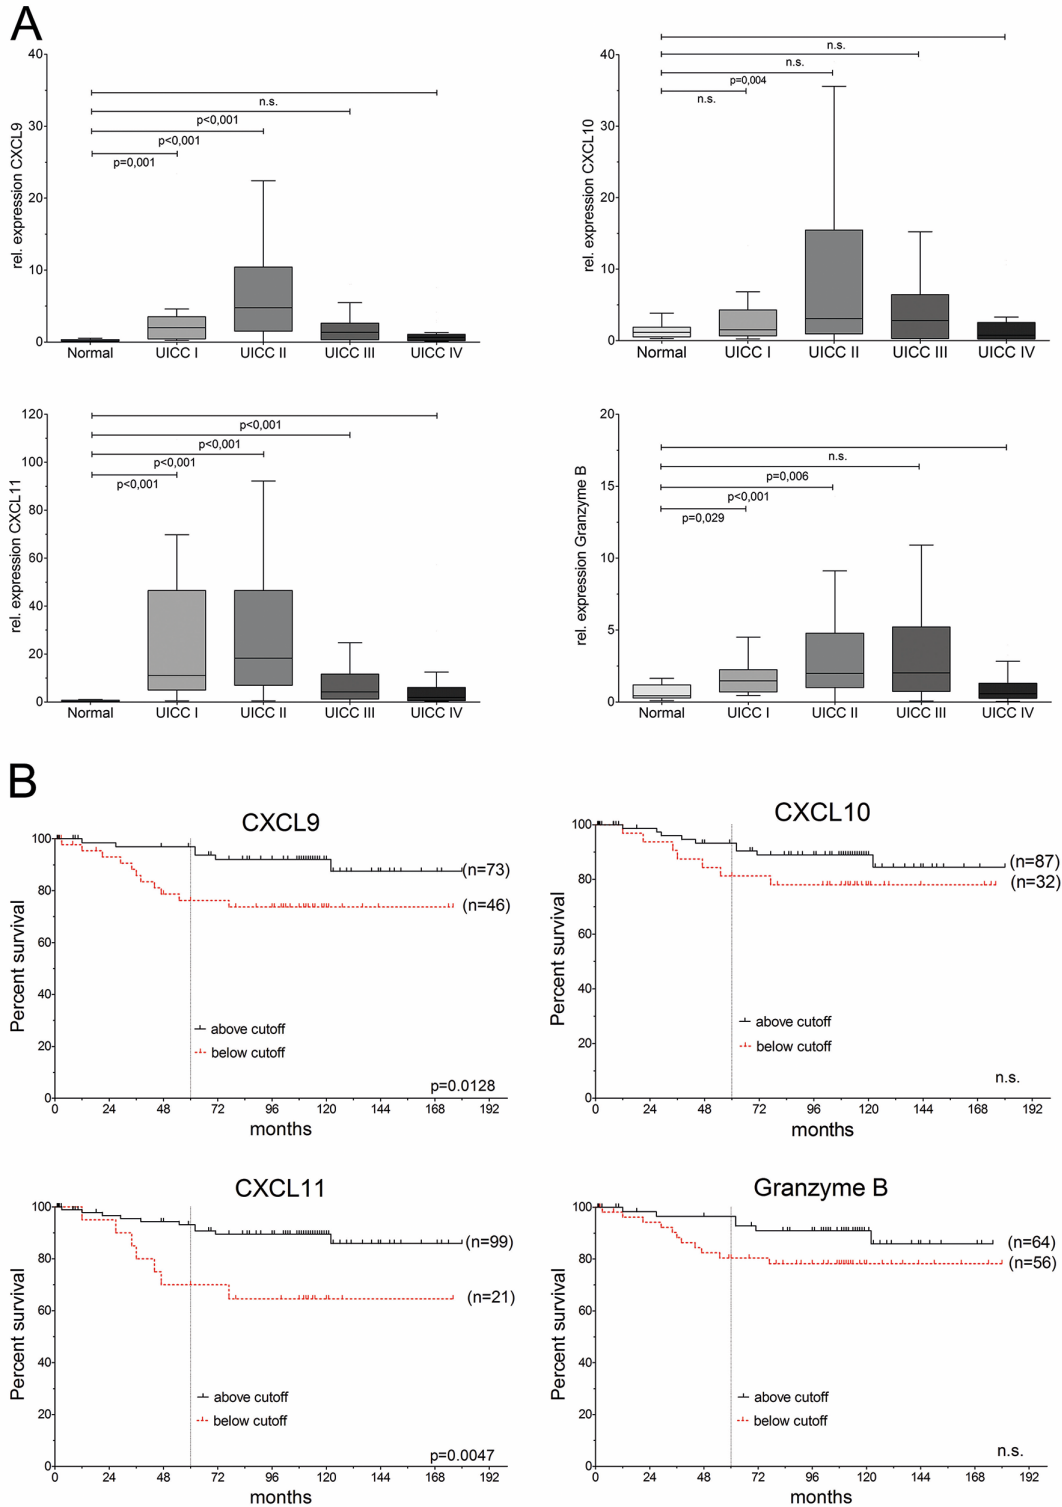 A
rel. expression CXCL9
40
30
20
10
0
n.s.
p<0,001
p<0,001
p=0,001
Normal UICC I UICC II UICC III UICC IV
rel. expression CXCL10
40
30
20
10
0
n.s.
n.s.
p=0,004
n.s.
Normal UICC I UICC II UICC III UICC IV
rel. expression CXCL11
120
100
80
60
40
20
0
p<0,001
p<0,001
p<0,001
p<0,001
Normal UICC I UICC II UICC III UICC IV
rel. expression Granzyme B
20
15
10
5
0
n.s.
p=0,006
p<0,001
p=0,029
Normal UICC I UICC II UICC III UICC IV
B
CXCL9
Percent survival
100
80
60
40
20
0
(n=73)
(n=46)
above cutoff
below cutoff
p=0.0128
0 24 48 72 96 120 144 168 192
months
CXCL10
Percent survival
100
80
60
40
20
0
(n=87)
(n=32)
above cutoff
below cutoff
n.s.
0 24 48 72 96 120 144 168 192
months
CXCL11
Percent survival
100
80
60
40
20
0
(n=99)
(n=21)
above cutoff
below cutoff
p=0.0047
0 24 48 72 96 120 144 168 192
months
Granzyme B
Percent survival
100
80
60
40
20
0
(n=64)
(n=56)
above cutoff
below cutoff
n.s.
0 24 48 72 96 120 144 168 192
months